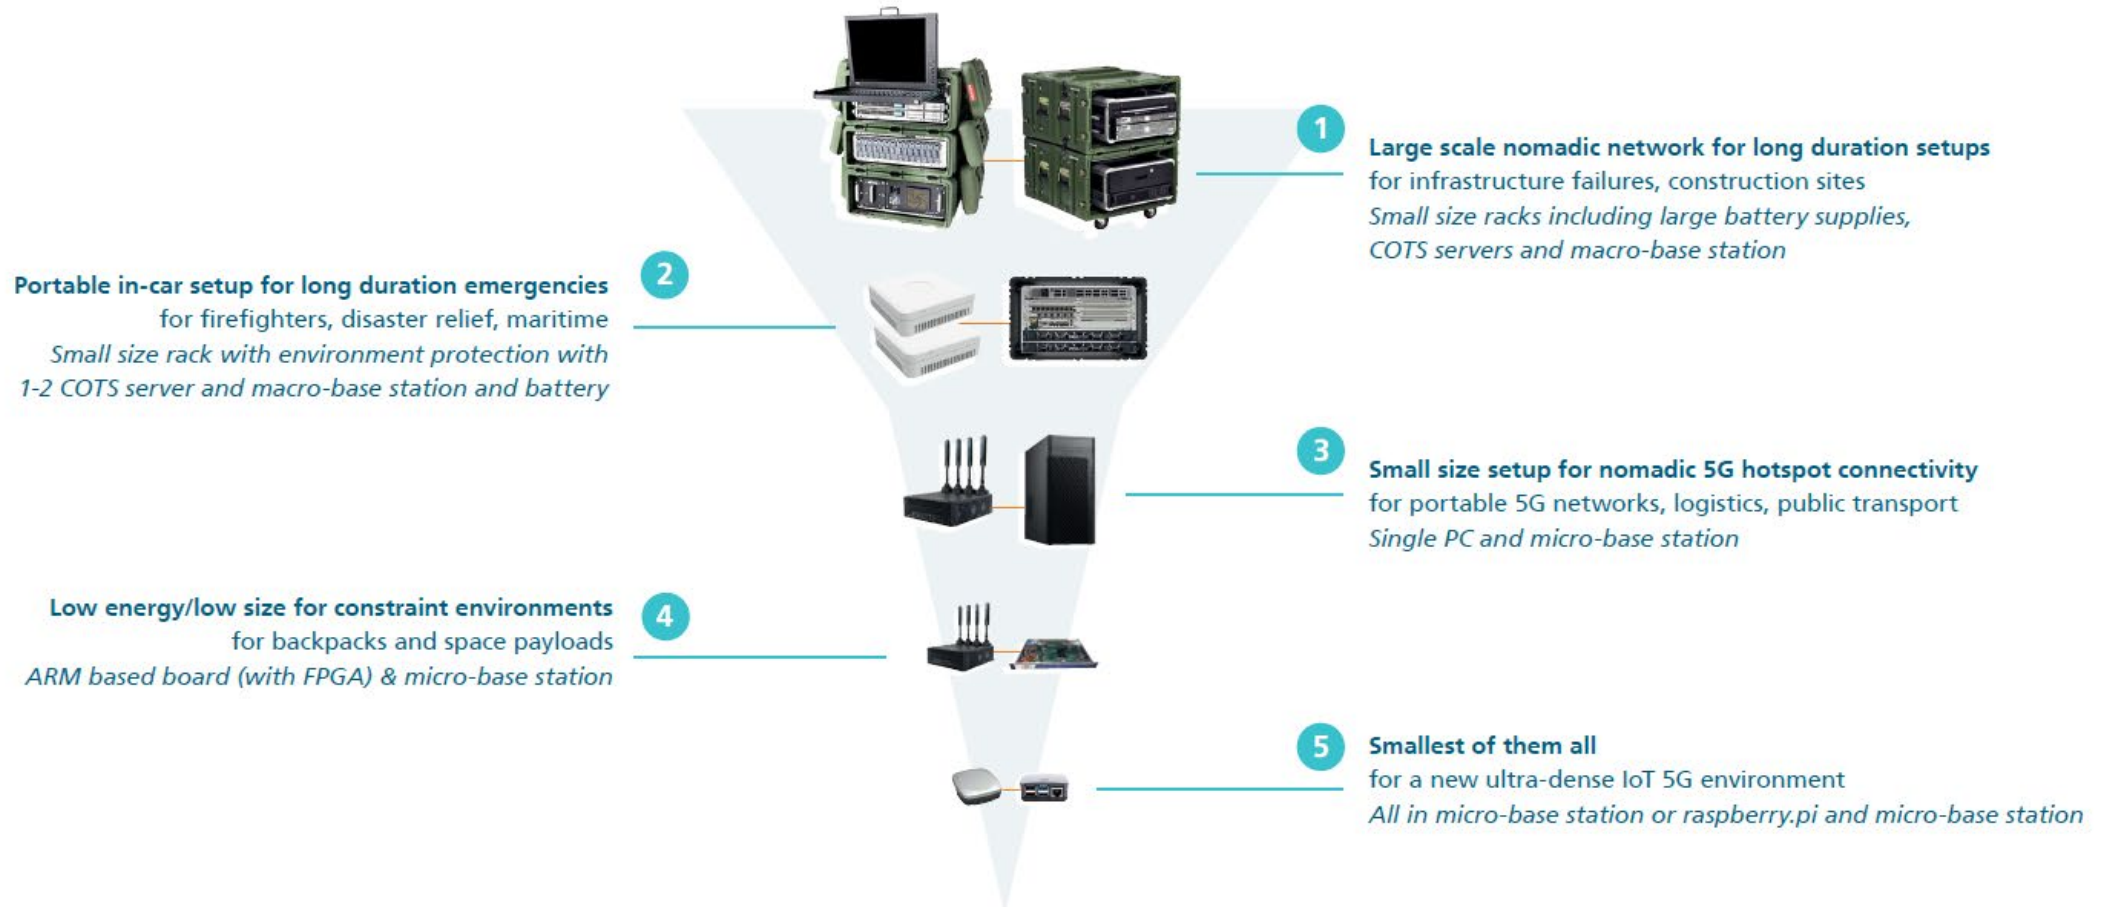 1
Large scale nomadic network for long duration setups
for infrastructure failures, construction sites
Small size racks including large battery supplies,
COTS servers and macro-base station
2
Portable in-car setup for long duration emergencies
for firefighters, disaster relief, maritime
Small size rack with environment protection with
1-2 COTS server and macro-base station and battery
3
Small size setup for nomadic 5G hotspot connectivity
for portable 5G networks, logistics, public transport
Single PC and micro-base station
4
Low energy/low size for constraint environments
for backpacks and space payloads
ARM based board (with FPGA) & micro-base station
5
Smallest of them all
for a new ultra-dense IoT 5G environment
All in micro-base station or raspberry.pi and micro-base station